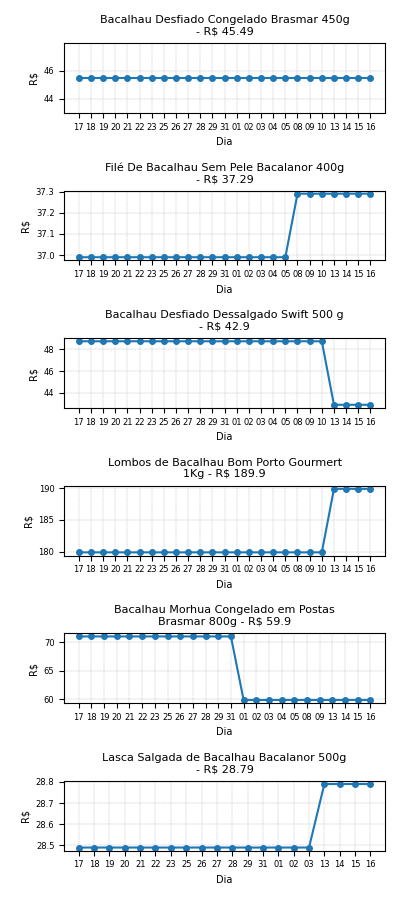 Bacalhau Desfiado Congelado Brasmar 450g
- R$ 45.49
46
44
R$
17 18 19 20 21 22 23 25 26 27 28 29 31 01 02 03 04 05 08 09 10 13 14 15 16
Dia
Filé De Bacalhau Sem Pele Bacalanor 400g
- R$ 37.29
37.3
37.2
37.1
37.0
R$
17 18 19 20 21 22 23 25 26 27 28 29 31 01 02 03 04 05 08 09 10 13 14 15 16
Dia
Bacalhau Desfiado Dessalgado Swift 500 g
- R$ 42.9
48
46
44
R$
17 18 19 20 21 22 23 25 26 27 28 29 31 01 02 03 04 05 08 09 10 13 14 15 16
Dia
Lombos de Bacalhau Bom Porto Gourmert
1Kg - R$ 189.9
190
185
180
R$
17 18 19 20 21 22 23 25 26 27 28 29 31 01 02 03 04 05 08 09 10 13 14 15 16
Dia
Bacalhau Morhua Congelado em Postas
Brasmar 800g - R$ 59.9
70
65
60
R$
17 18 19 20 21 22 23 25 26 27 28 29 31 01 02 03 04 05 08 09 13 14 15 16
Dia
Lasca Salgada de Bacalhau Bacalanor 500g
- R$ 28.79
28.8
28.7
28.6
28.5
R$
17 18 19 20 21 22 23 25 26 27 28 29 31 01 02 03 13 14 15 16
Dia